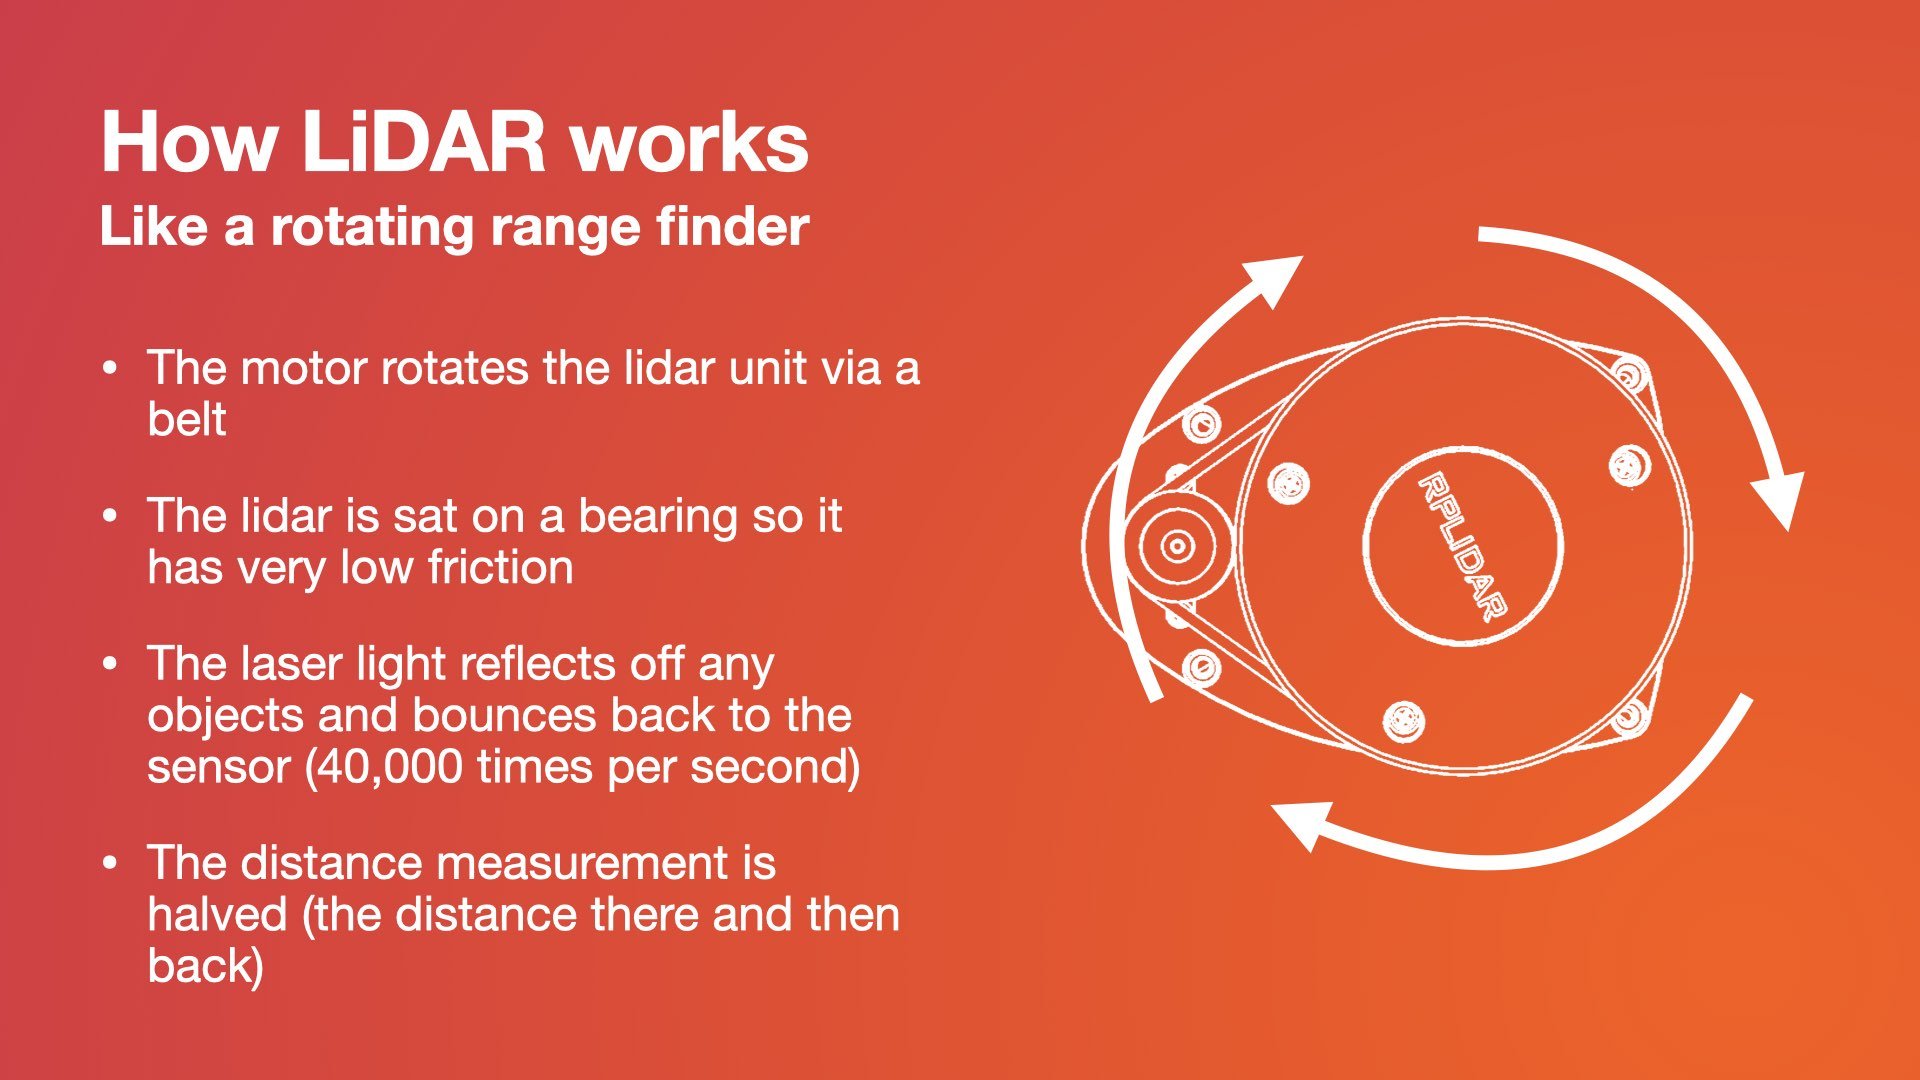 How LiDAR works
Like a rotating range finder
• The motor rotates the lidar unit via a
belt
• The lidar is sat on a bearing so it
has very low friction
• The laser light reflects off any
objects and bounces back to the
sensor (40,000 times per second)
• The distance measurement is
halved (the distance there and then
back)
RPLIDAR